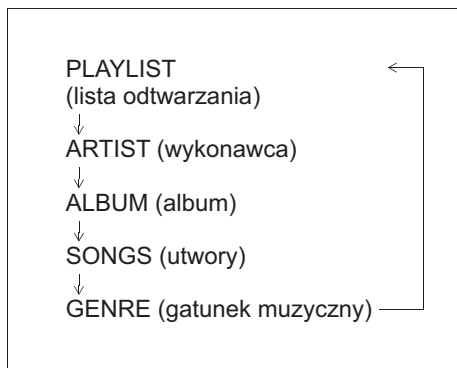 PLAYLIST
(lista odtwarzania)
ARTIST (wykonawca)
ALBUM (album)
SONGS (utwory)
GENRE (gatunek muzyczny)